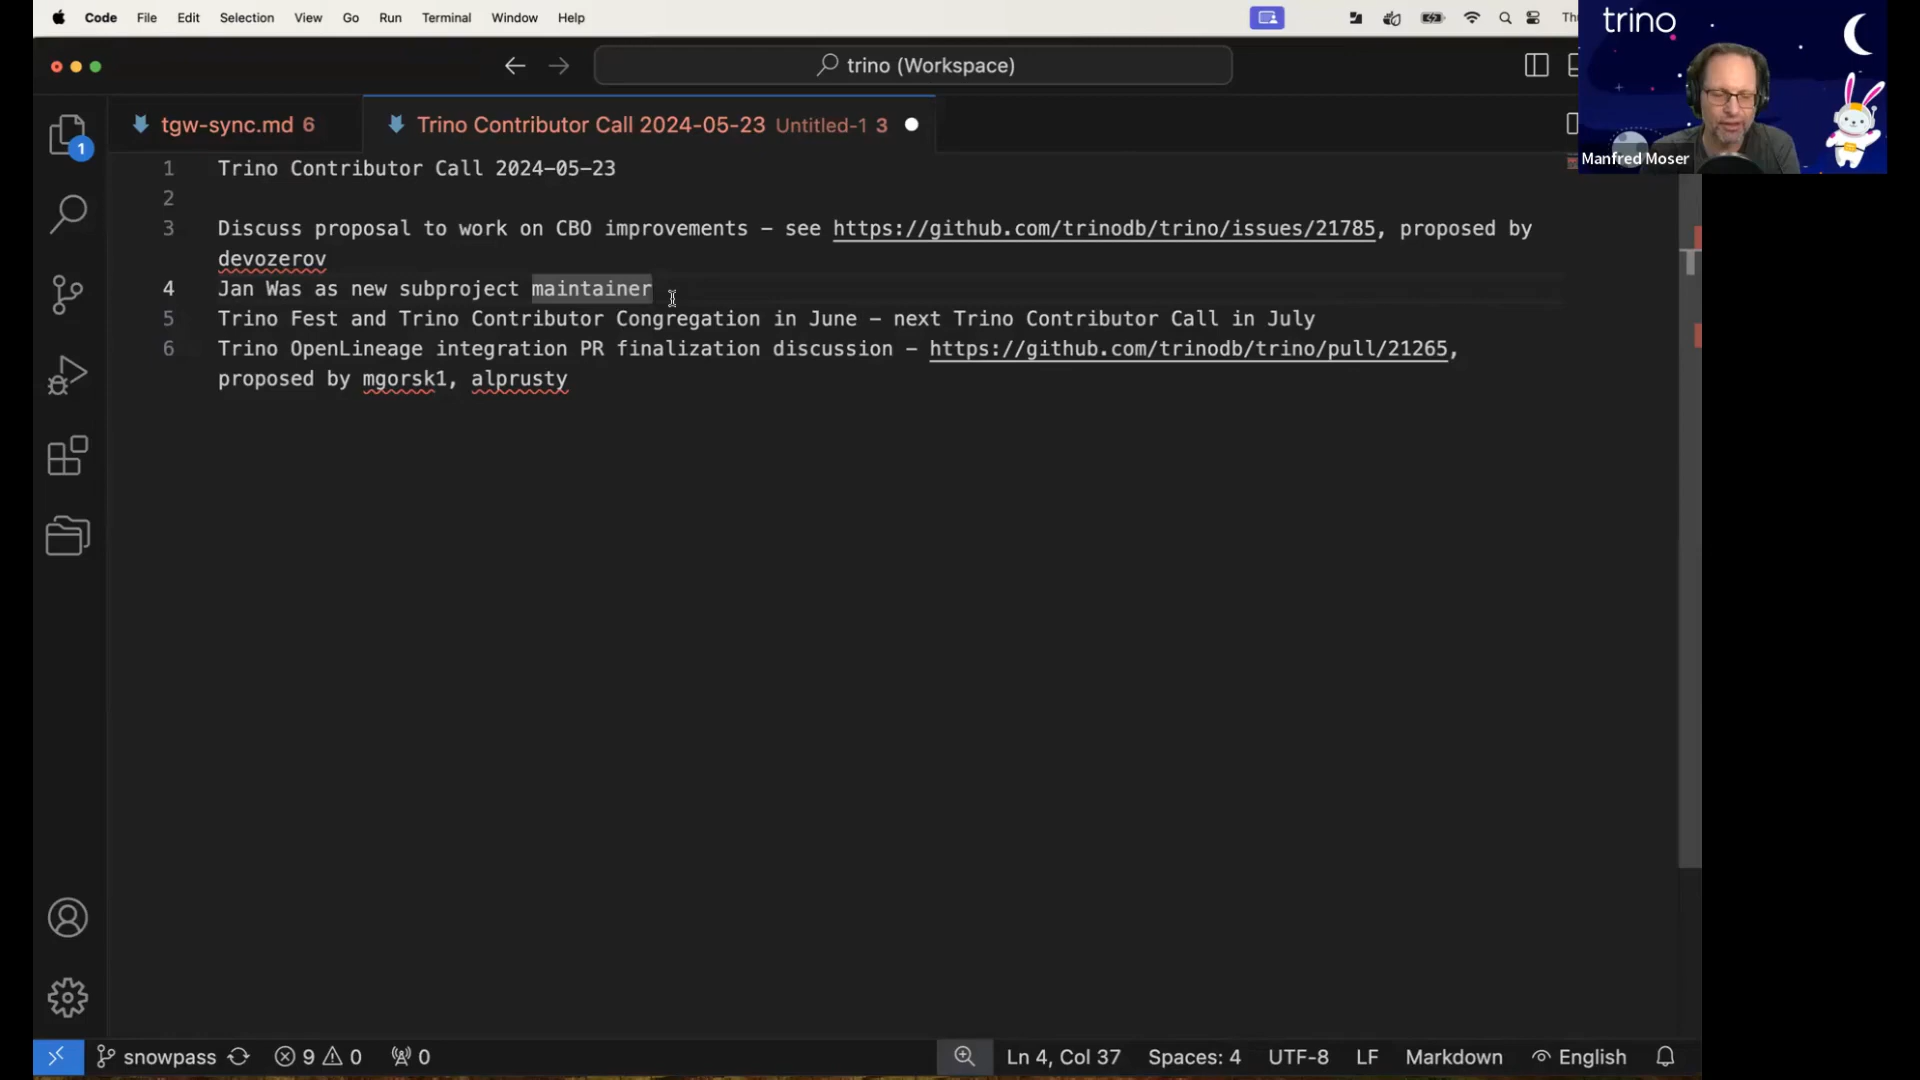 Code File Edit Selection View Go Run Terminal Window Help
trino
trino (Workspace)
tgw-sync.md 6
Trino Contributor Call 2024-05-23 Untitled-1 3
Manfred Moser
1
1 Trino Contributor Call 2024-05-23
2
3 Discuss proposal to work on CBO improvements - see https://github.com/trinodb/trino/issues/21785, proposed by
devozerov
4 Jan Was as new subproject maintainer
5 Trino Fest and Trino Contributor Congregation in June - next Trino Contributor Call in July
6 Trino OpenLineage integration PR finalization discussion - https://github.com/trinodb/trino/pull/21265,
proposed by mgorsk1, alprusty
snowpass 9 0 0 Ln 4, Col 37 Spaces: 4 UTF-8 LF Markdown English